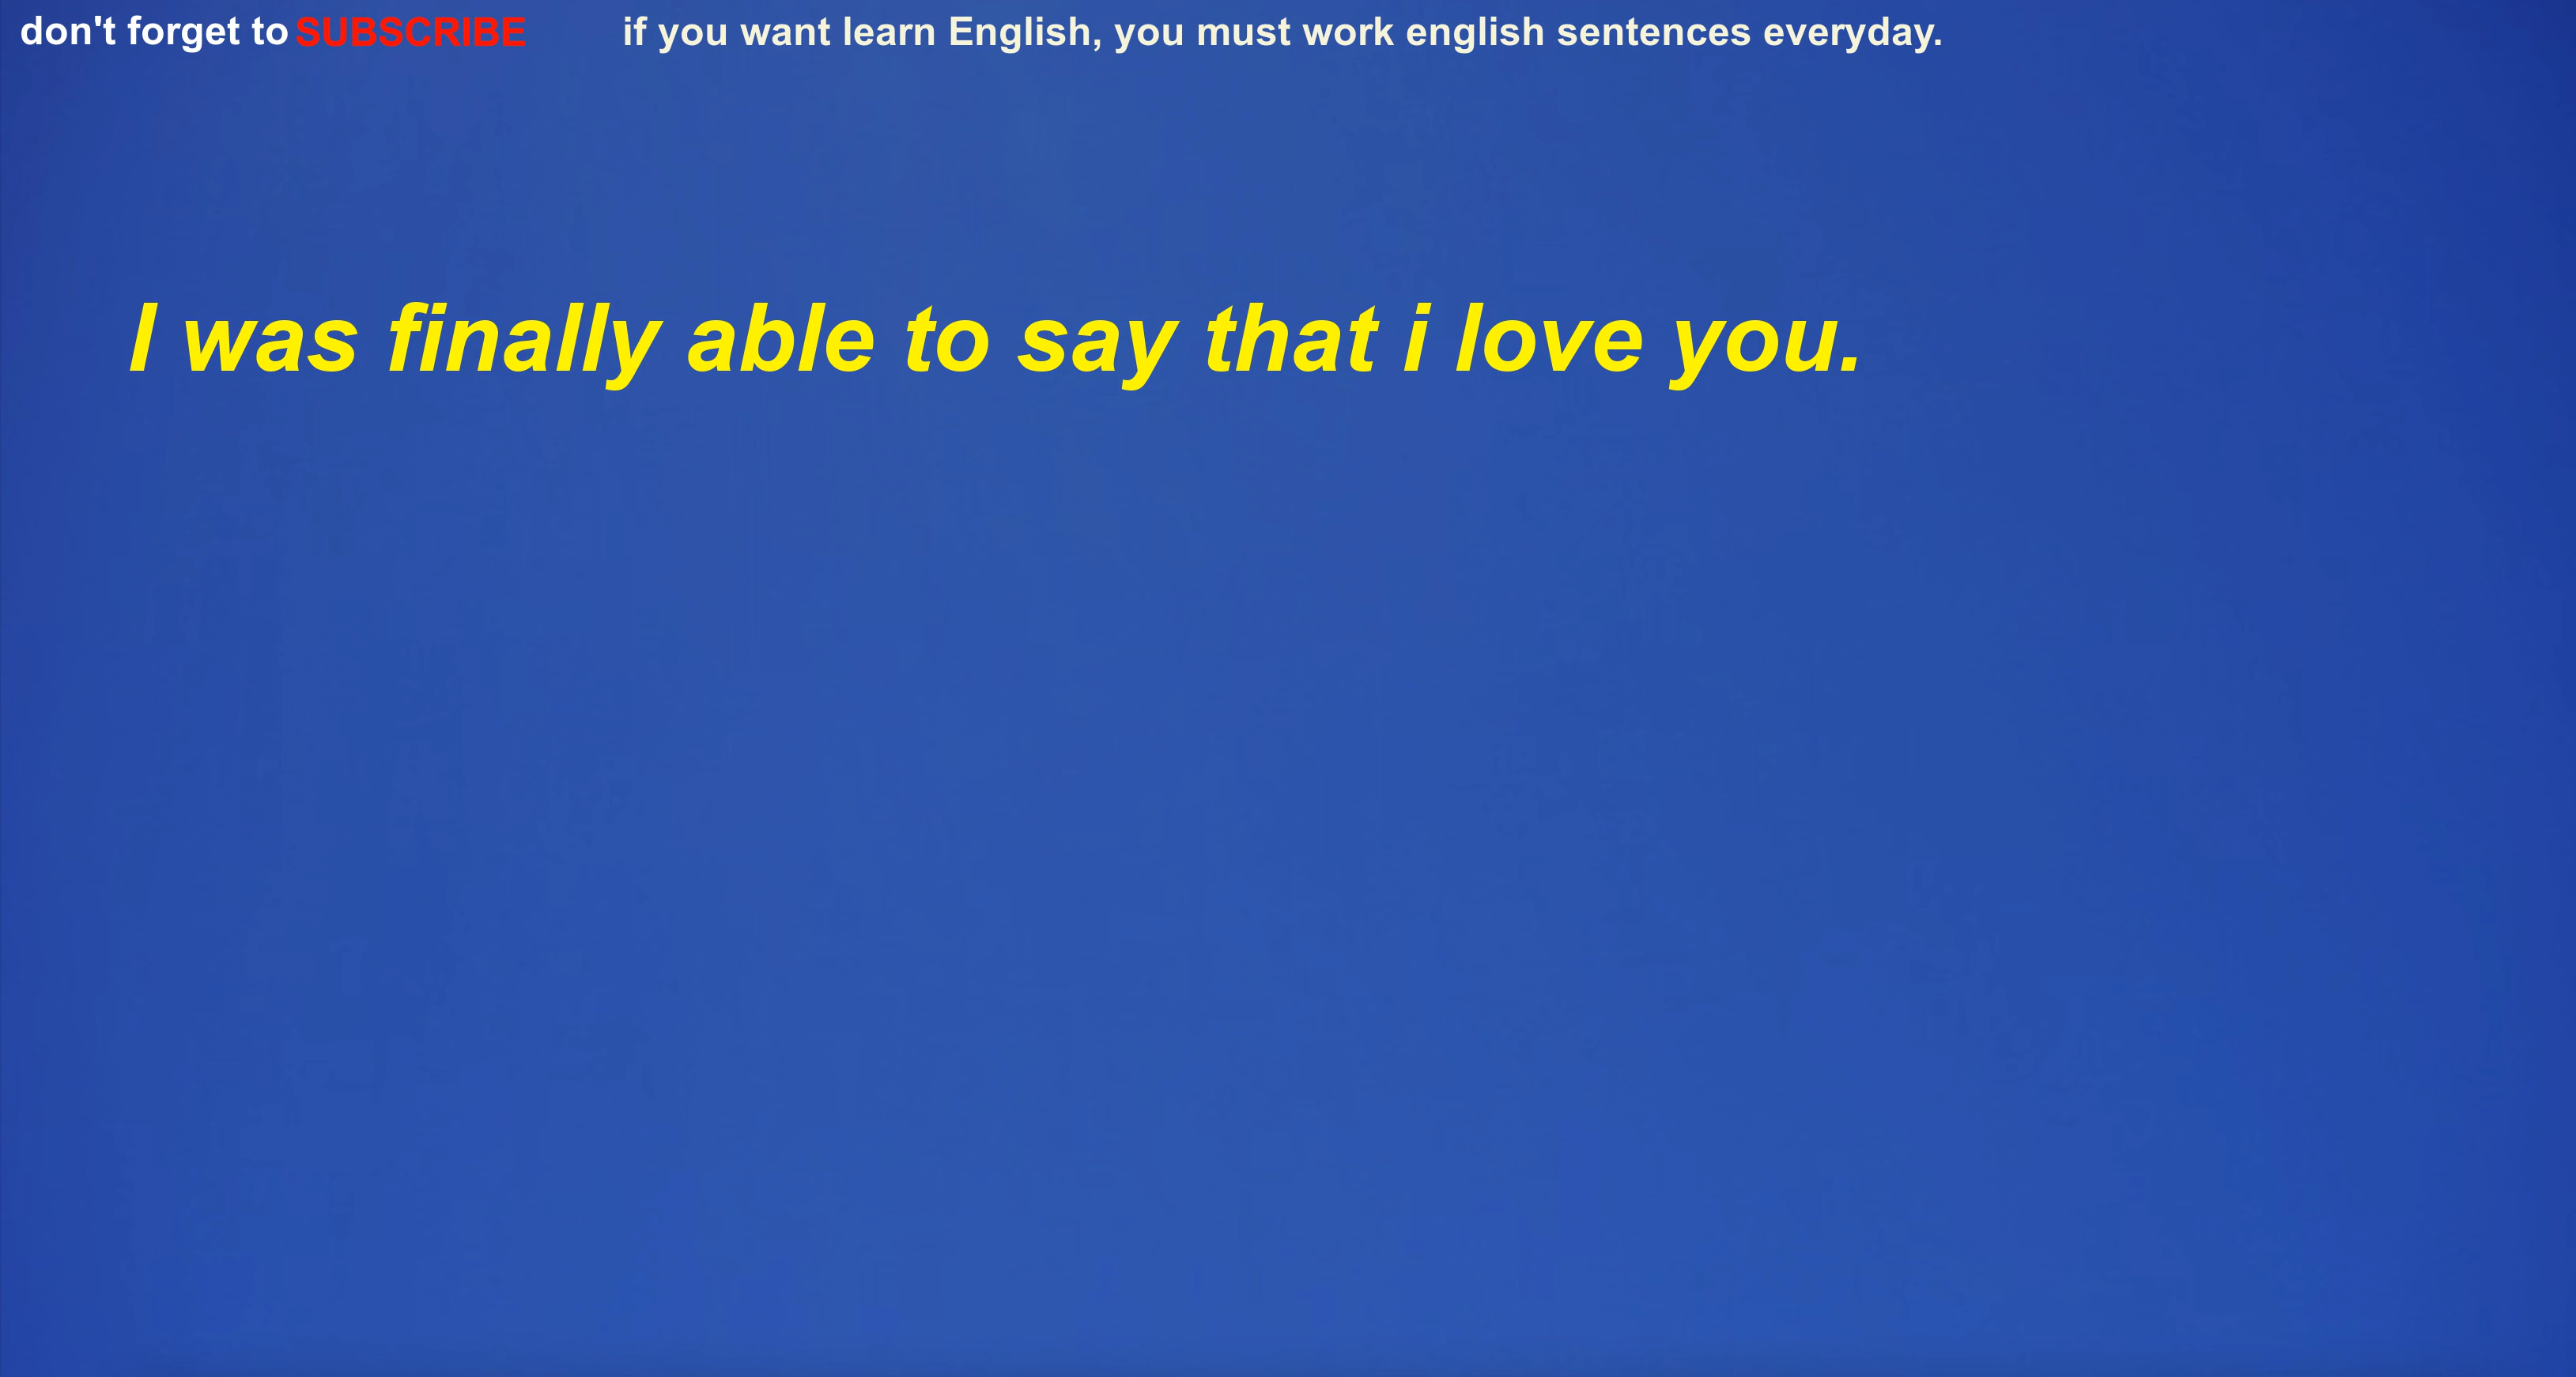 don't forget to SUBSCRIBE if you want learn English, you must work english sentences everyday.
I was finally able to say that i love you.